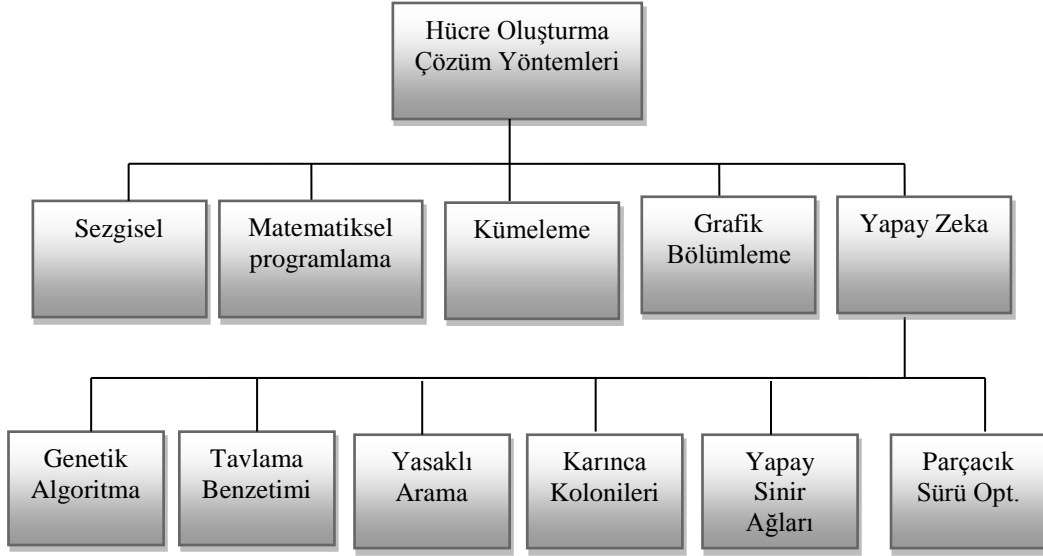 Hücre Oluşturma
Çözüm Yöntemleri
Sezgisel
Matematiksel
programlama
Kümeleme
Grafik
Bölümleme
Yapay Zeka
Genetik
Algoritma
Tavlama
Benzetimi
Yasaklı
Arama
Karınca
Kolonileri
Yapay
Sinir
Ağları
Parçacık
Sürü Opt.